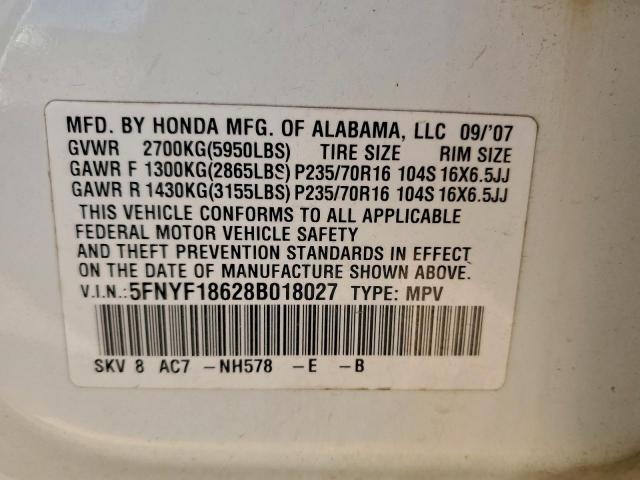 MFD. BY HONDA MFG. OF ALABAMA, LLC 09/'07
GVWR 2700KG(5950LBS) TIRE SIZE RIM SIZE
GAWR F 1300KG(2865LBS) P235/70R16 104S 16X6.5JJ
GAWR R 1430KG(3155LBS) P235/70R16 104S 16X6.5JJ
THIS VEHICLE CONFORMS TO ALL APPLICABLE
FEDERAL MOTOR VEHICLE SAFETY
AND THEFT PREVENTION STANDARDS IN EFFECT
ON THE DATE OF MANUFACTURE SHOWN ABOVE.
V.I.N.:5FNYF18628B018027 TYPE: MPV
SKV 8 AC7 -NH578 -E -B